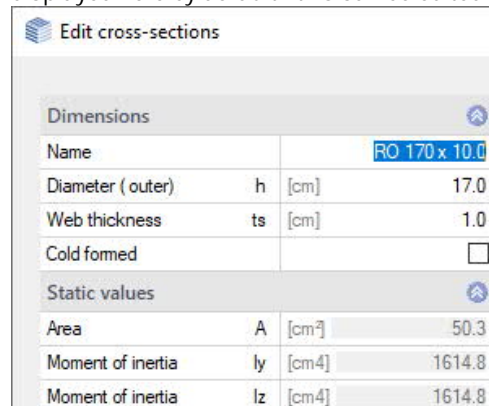 Edit cross-sections
Dimensions
Name RO 170 x 10.0
Diameter ( outer) h [cm] 17.0
Web thickness ts [cm] 1.0
Cold formed
Static values
Area A [cm²] 50.3
Moment of inertia Iy [cm4] 1614.8
Moment of inertia Iz [cm4] 1614.8